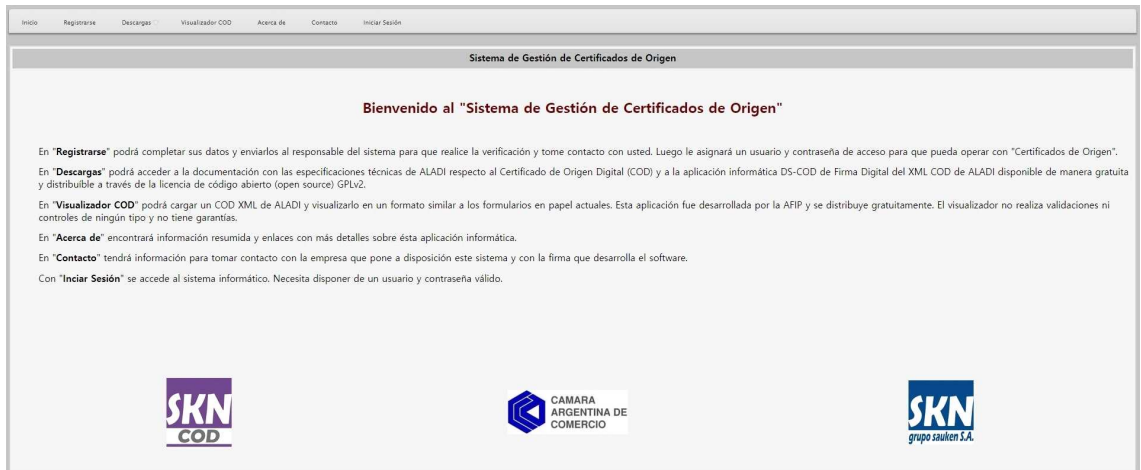 Inicio Registrarse Descargas Visualizador COD Acerca de Contacto Iniciar Sesión
Sistema de Gestión de Certificados de Origen
Bienvenido al "Sistema de Gestión de Certificados de Origen"
En "Registrarse" podrá completar sus datos y enviarlos al responsable del sistema para que realice la verificación y tome contacto con usted. Luego le asignará un usuario y contraseña de acceso para que pueda operar con "Certificados de Origen".
En "Descargas" podrá acceder a la documentación con las especificaciones técnicas de ALADI respecto al Certificado de Origen Digital (COD) y a la aplicación informática DS-COD de Firma Digital del XML COD de ALADI disponible de manera gratuita
y distribuíble a través de la licencia de código abierto (open source) GPLv2.
En "Visualizador COD" podrá cargar un COD XML de ALADI y visualizarlo en un formato similar a los formularios en papel actuales. Esta aplicación fue desarrollada por la AFIP y se distribuye gratuitamente. El visualizador no realiza validaciones ni
controles de ningún tipo y no tiene garantías.
En "Acerca de" encontrará información resumida y enlaces con más detalles sobre ésta aplicación informática.
En "Contacto" tendrá información para tomar contacto con la empresa que pone a disposición este sistema y con la firma que desarrolla el software.
Con "Inciar Sesión" se accede al sistema informático. Necesita disponer de un usuario y contraseña válido.
SKN
COD
CAMARA
ARGENTINA DE
COMERCIO
SKN
grupo sauken S.A.